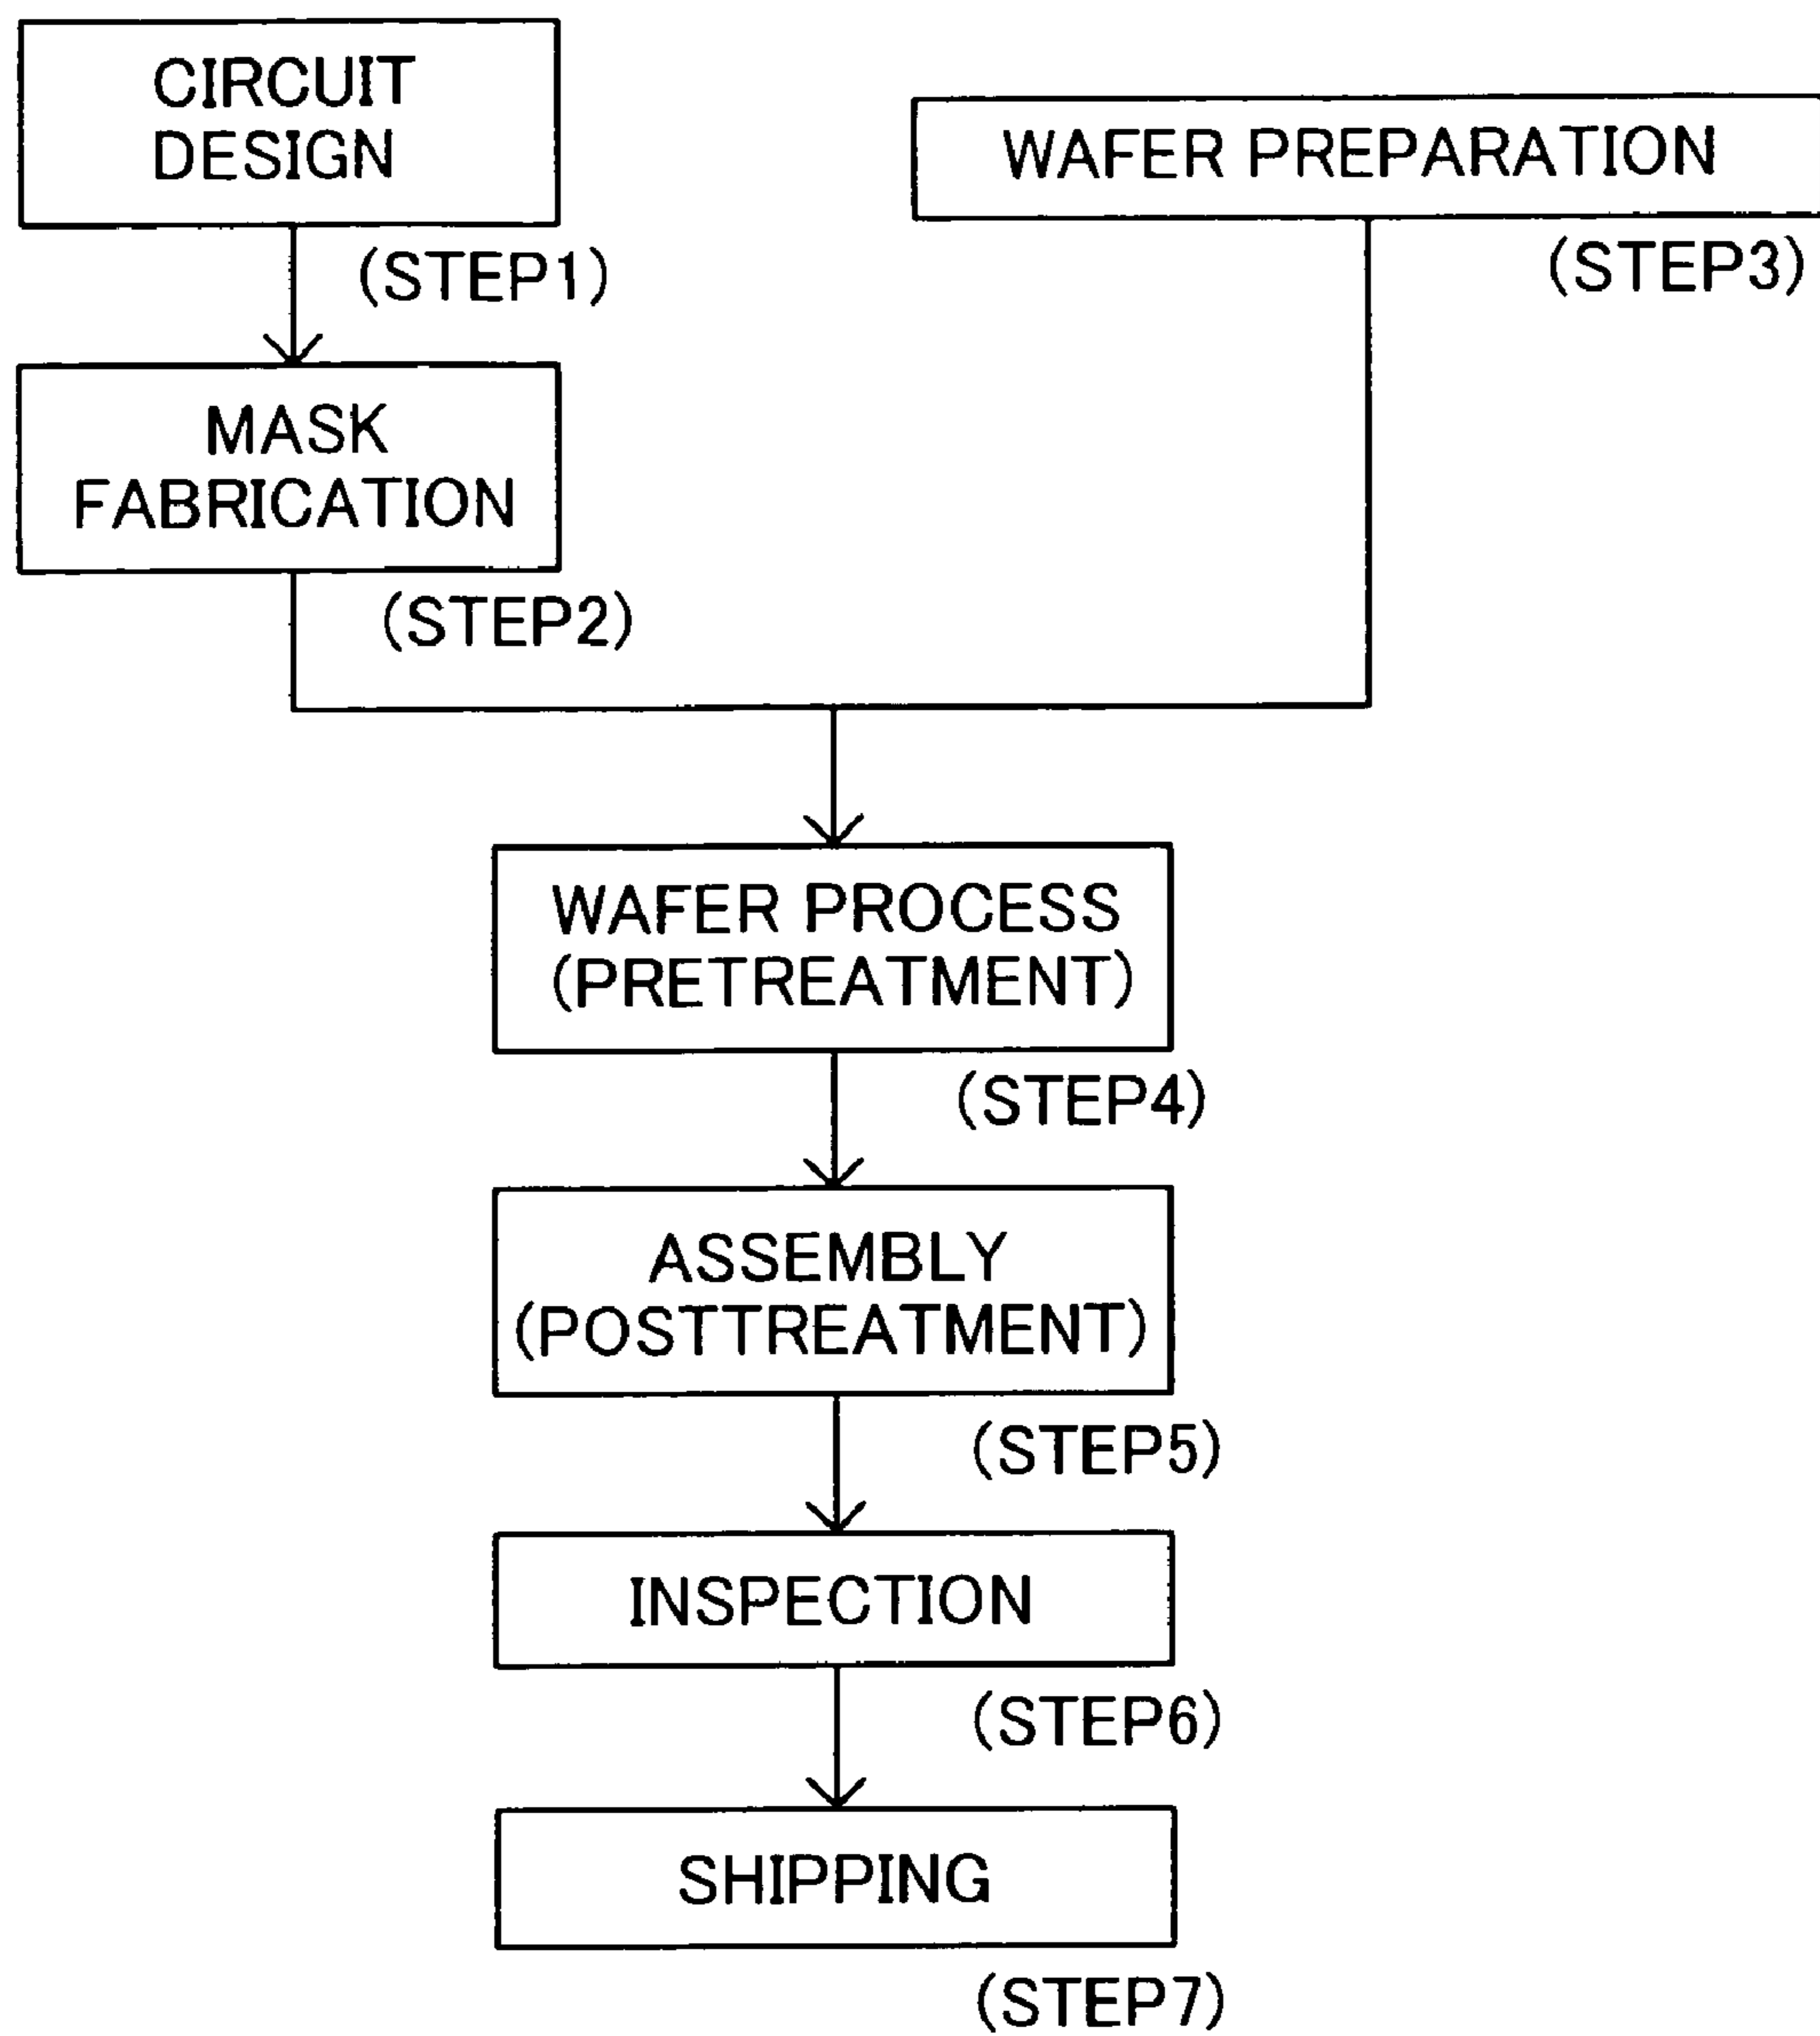 CIRCUIT
DESIGN
(STEP1)
WAFER PREPARATION
(STEP3)
MASK
FABRICATION
(STEP2)
WAFER PROCESS
(PRETREATMENT)
(STEP4)
ASSEMBLY
(POSTTREATMENT)
(STEP5)
INSPECTION
(STEP6)
SHIPPING
(STEP7)